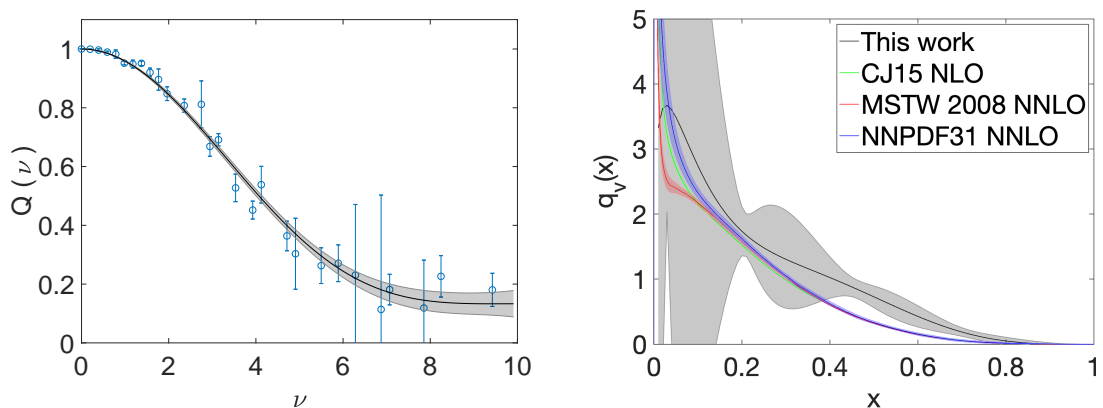 1
0.8
0.6
0.4
0.2
0
0 2 4 6 8 10
Q(ν)
ν
5
4
3
2
1
0
0 0.2 0.4 0.6 0.8 1
q_v(x)
x
This work
CJ15 NLO
MSTW 2008 NNLO
NNPDF31 NNLO